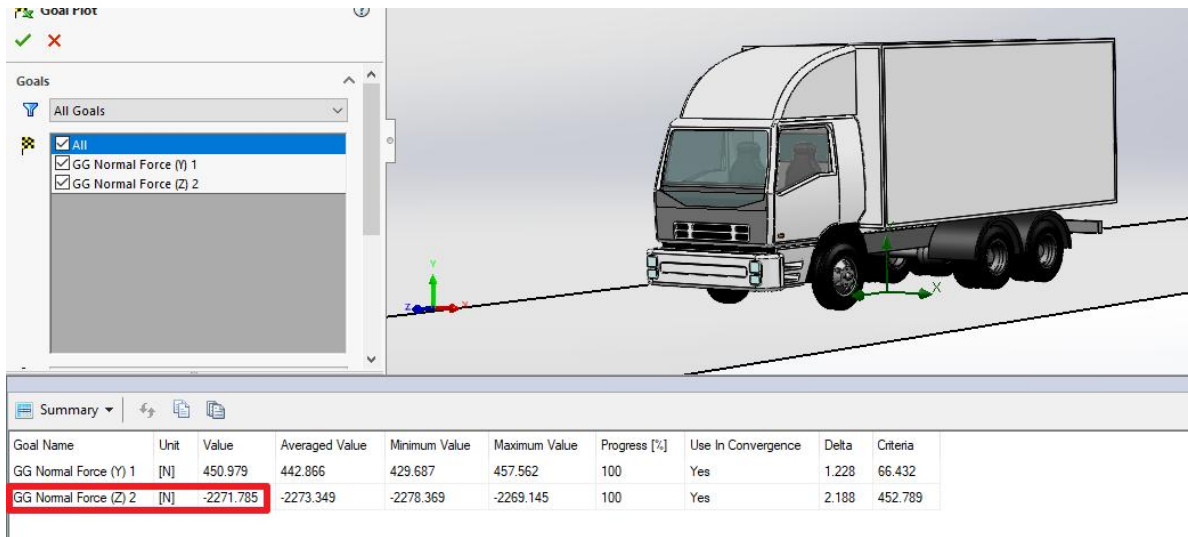 Goal Plot
Goals
All Goals
All
GG Normal Force (Y) 1
GG Normal Force (Z) 2
Y
Z
X
Y
X
Summary
Goal Name Unit Value Averaged Value Minimum Value Maximum Value Progress [%] Use In Convergence Delta Criteria
GG Normal Force (Y) 1 [N] 450.979 442.866 429.687 457.562 100 Yes 1.228 66.432
GG Normal Force (Z) 2 [N] -2271.785 -2273.349 -2278.369 -2269.145 100 Yes 2.188 452.789